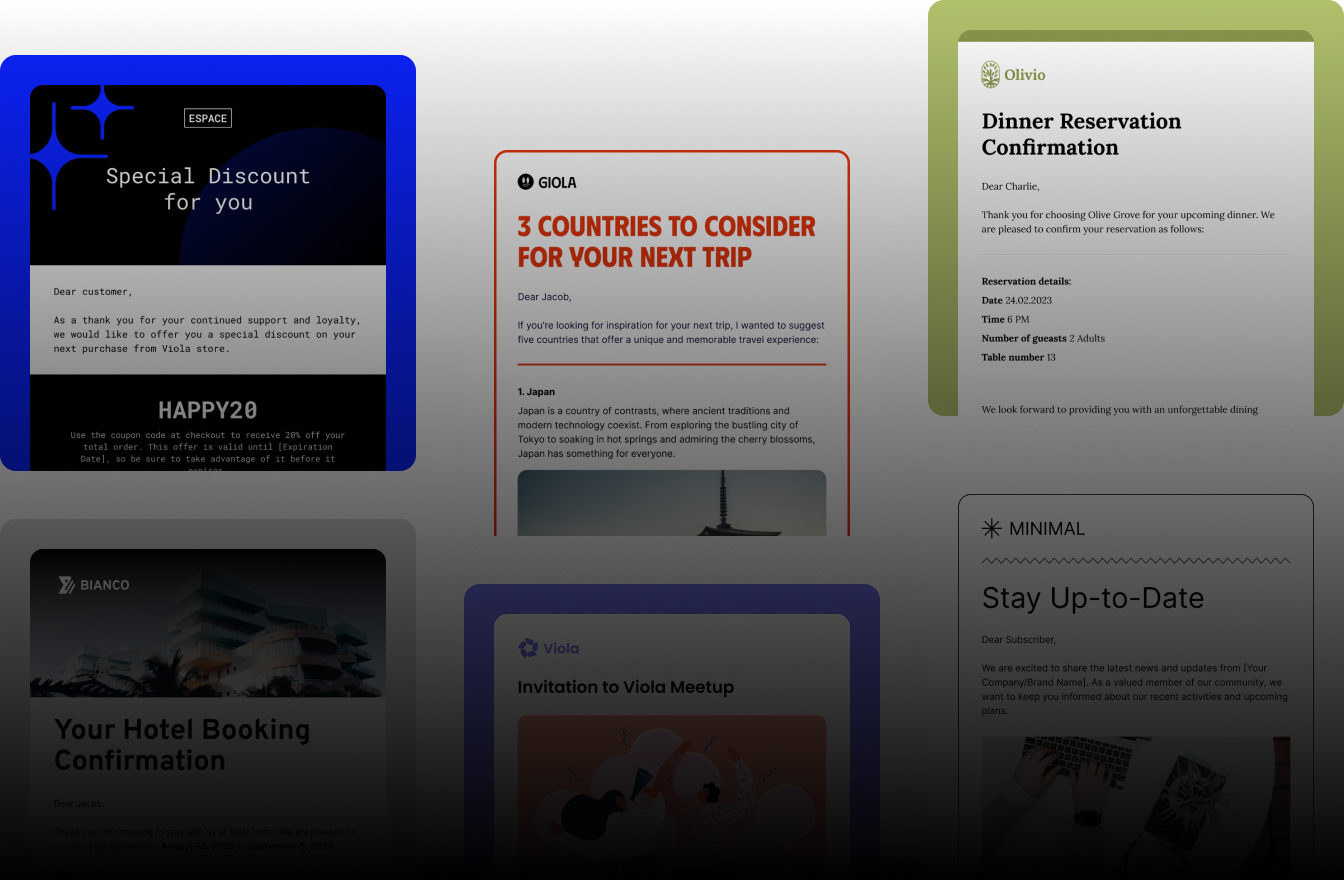 ESPACE
Special Discount
for you
Dear customer,
As a thank you for your continued support and loyalty,
we would like to offer you a special discount on your
next purchase from Viola store.
HAPPY20
Use the coupon code at checkout to receive 20% off your
total order. This offer is valid until [Expiration
Date], so be sure to take advantage of it before it
expires
BIANCO
Your Hotel Booking
Confirmation
Dear Jacob,
Thank you for choosing to stay with us at Viola Hotel. We are pleased to
confirm your booking for August 22, 2023 to September 5, 2023.
GIOLA
3 COUNTRIES TO CONSIDER
FOR YOUR NEXT TRIP
Dear Jacob,
If you're looking for inspiration for your next trip, I wanted to suggest
five countries that offer a unique and memorable travel experience:
1. Japan
Japan is a country of contrasts, where ancient traditions and
modern technology coexist. From exploring the bustling city of
Tokyo to soaking in hot springs and admiring the cherry blossoms,
Japan has something for everyone.
Viola
Invitation to Viola Meetup
Olivio
Dinner Reservation
Confirmation
Dear Charlie,
Thank you for choosing Olive Grove for your upcoming dinner. We
are pleased to confirm your reservation as follows:
Reservation details:
Date 24.02.2023
Time 6 PM
Number of gueasts 2 Adults
Table number 13
We look forward to providing you with an unforgettable dining
MINIMAL
Stay Up-to-Date
Dear Subscriber,
We are excited to share the latest news and updates from [Your
Company/Brand Name]. As a valued member of our community, we
want to keep you informed about our recent activities and upcoming
plans.